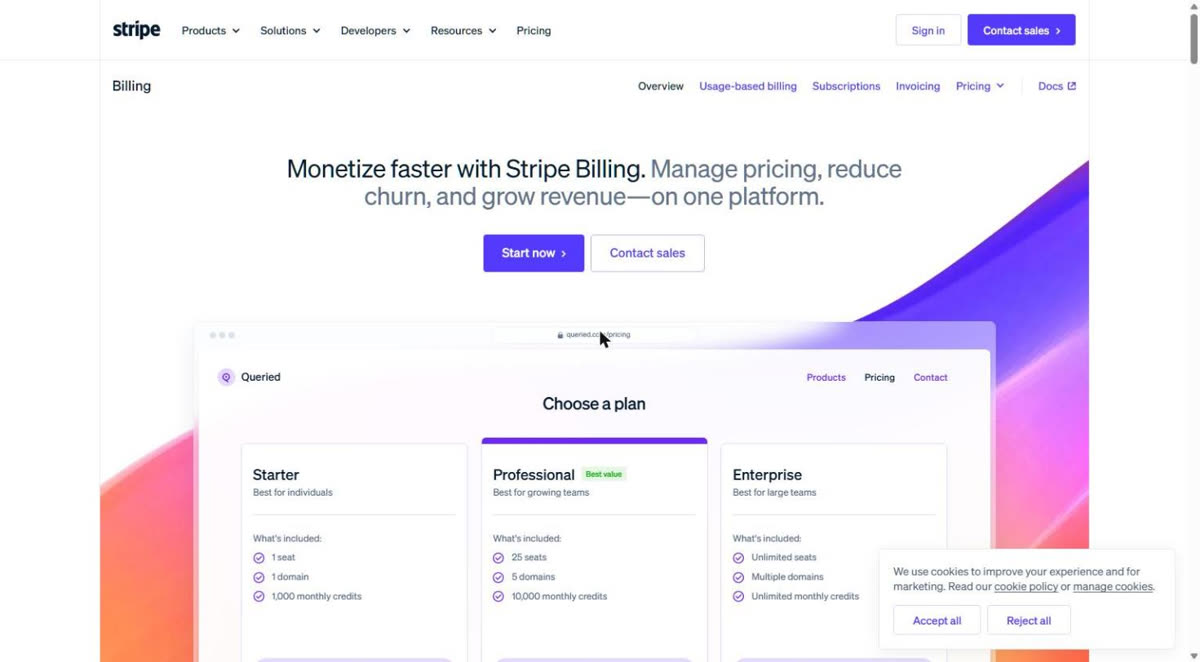 stripe Products Solutions Developers Resources Pricing Sign in Contact sales
Billing Overview Usage-based billing Subscriptions Invoicing Pricing Docs
Monetize faster with Stripe Billing. Manage pricing, reduce
churn, and grow revenue—on one platform.
Start now Contact sales
Queried Products Pricing Contact
Choose a plan
Starter
Best for individuals
What's included:
1 seat
1 domain
1,000 monthly credits
Professional Best value
Best for growing teams
What's included:
25 seats
5 domains
10,000 monthly credits
Enterprise
Best for large teams
What's included:
Unlimited seats
Multiple domains
Unlimited monthly credits
We use cookies to improve your experience and for
marketing. Read our cookie policy or manage cookies.
Accept all Reject all